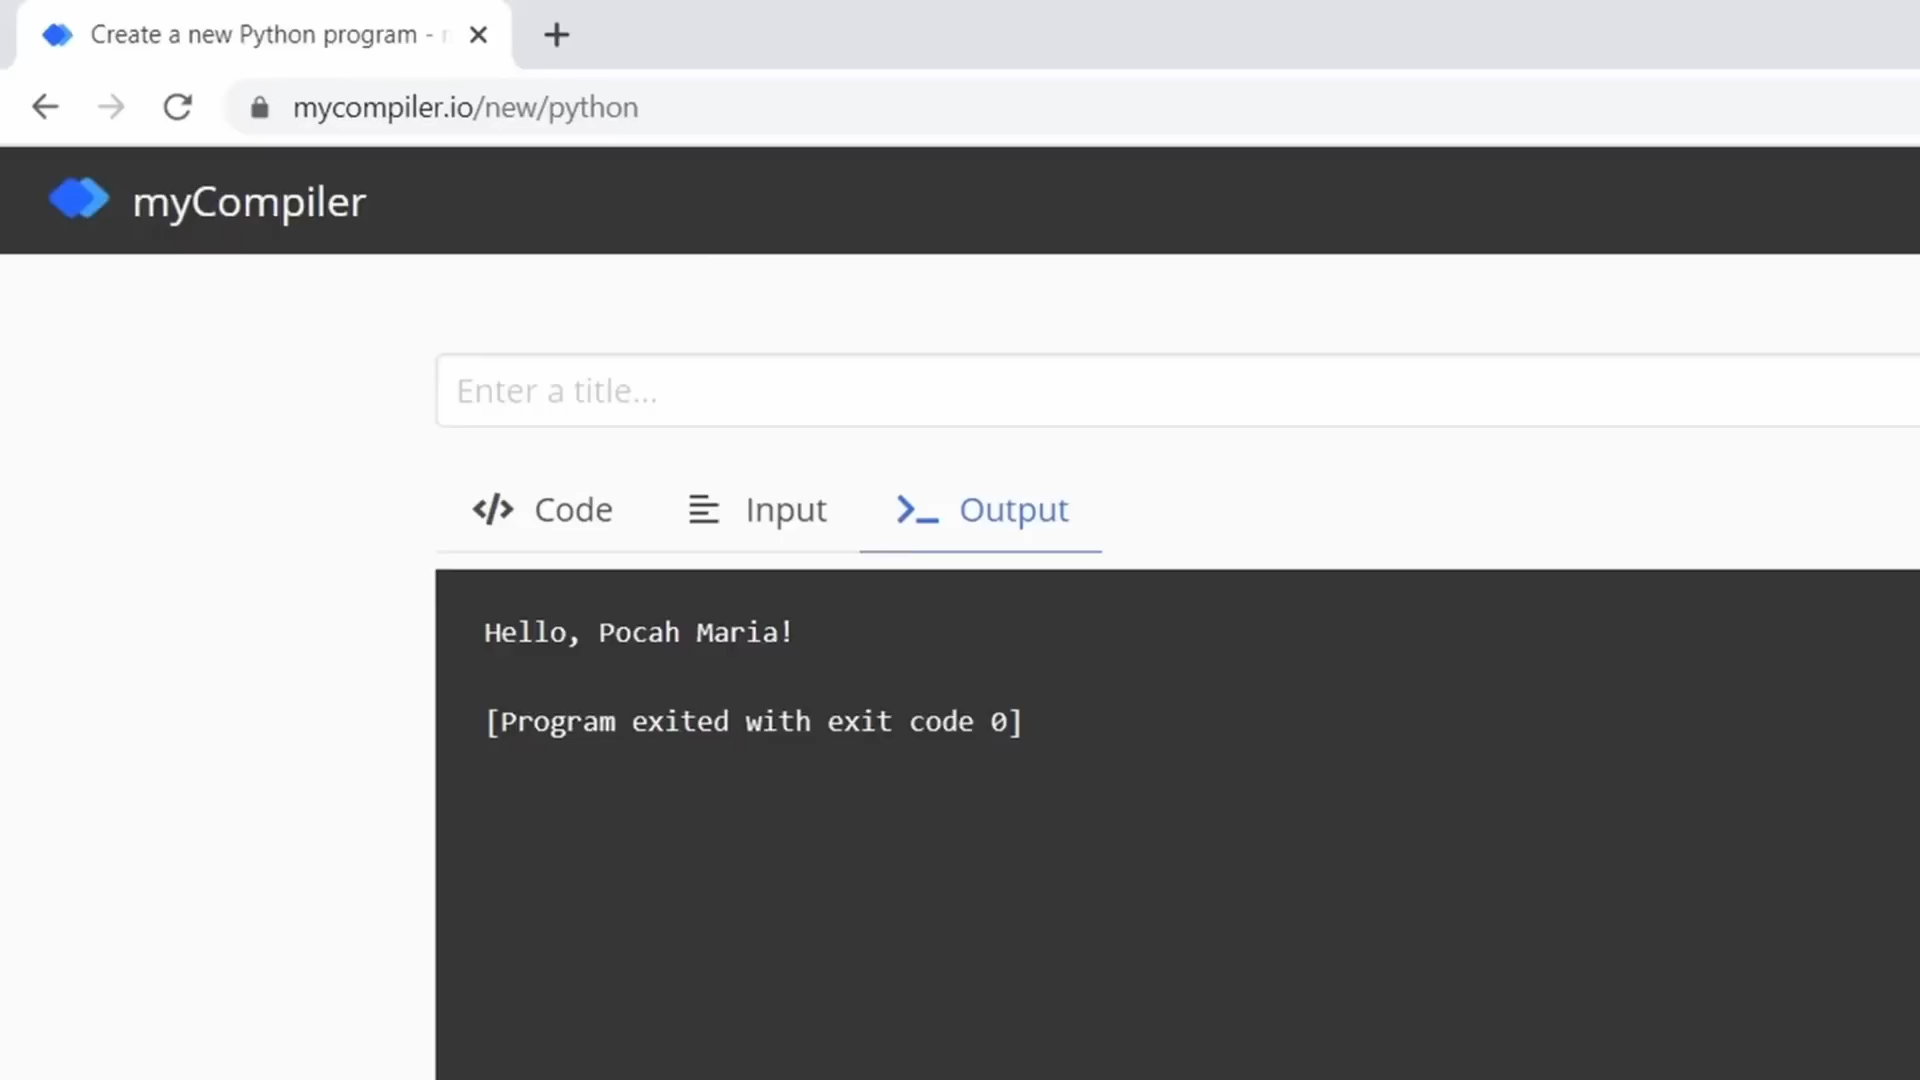 Create a new Python program -
mycompiler.io/new/python
myCompiler
Enter a title...
</> Code Input >_ Output
Hello, Pocah Maria!
[Program exited with exit code 0]